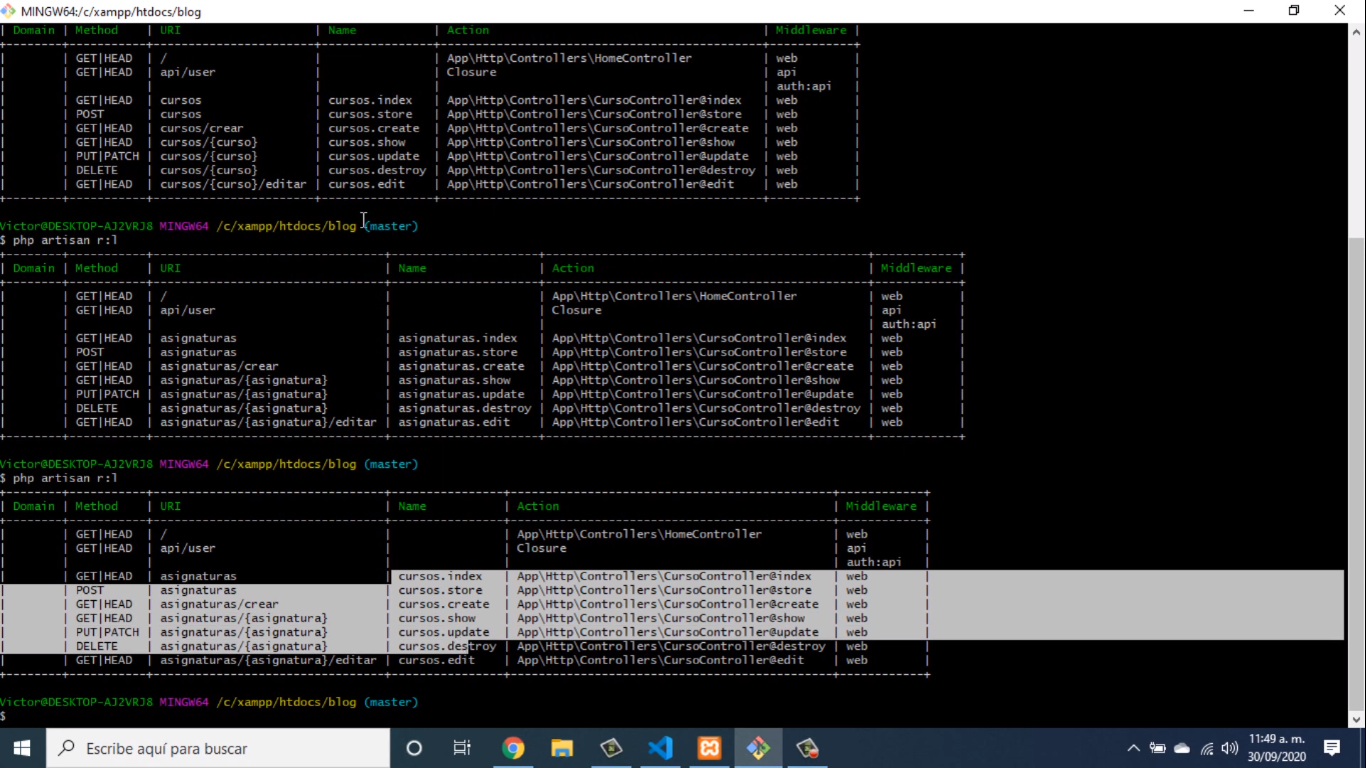 MINGW64:/c/xampp/htdocs/blog
| Domain | Method | URI | Name | Action | Middleware |
| | GET|HEAD | / | | App\Http\Controllers\HomeController | web |
| | GET|HEAD | api/user | | Closure | api |
| | | | | | auth:api |
| | GET|HEAD | cursos | cursos.index | App\Http\Controllers\CursoController@index | web |
| | POST | cursos | cursos.store | App\Http\Controllers\CursoController@store | web |
| | GET|HEAD | cursos/crear | cursos.create | App\Http\Controllers\CursoController@create | web |
| | GET|HEAD | cursos/{curso} | cursos.show | App\Http\Controllers\CursoController@show | web |
| | PUT|PATCH | cursos/{curso} | cursos.update | App\Http\Controllers\CursoController@update | web |
| | DELETE | cursos/{curso} | cursos.destroy | App\Http\Controllers\CursoController@destroy | web |
| | GET|HEAD | cursos/{curso}/editar | cursos.edit | App\Http\Controllers\CursoController@edit | web |
Victor@DESKTOP-AJ2VRJ8 MINGW64 /c/xampp/htdocs/blog (master)
$ php artisan r:l
| Domain | Method | URI | Name | Action | Middleware |
| | GET|HEAD | / | | App\Http\Controllers\HomeController | web |
| | GET|HEAD | api/user | | Closure | api |
| | | | | | auth:api |
| | GET|HEAD | asignaturas | asignaturas.index | App\Http\Controllers\CursoController@index | web |
| | POST | asignaturas | asignaturas.store | App\Http\Controllers\CursoController@store | web |
| | GET|HEAD | asignaturas/crear | asignaturas.create | App\Http\Controllers\CursoController@create | web |
| | GET|HEAD | asignaturas/{asignatura} | asignaturas.show | App\Http\Controllers\CursoController@show | web |
| | PUT|PATCH | asignaturas/{asignatura} | asignaturas.update | App\Http\Controllers\CursoController@update | web |
| | DELETE | asignaturas/{asignatura} | asignaturas.destroy | App\Http\Controllers\CursoController@destroy | web |
| | GET|HEAD | asignaturas/{asignatura}/editar | asignaturas.edit | App\Http\Controllers\CursoController@edit | web |
Victor@DESKTOP-AJ2VRJ8 MINGW64 /c/xampp/htdocs/blog (master)
$ php artisan r:l
| Domain | Method | URI | Name | Action | Middleware |
| | GET|HEAD | / | | App\Http\Controllers\HomeController | web |
| | GET|HEAD | api/user | | Closure | api |
| | | | | | auth:api |
| | GET|HEAD | asignaturas | cursos.index | App\Http\Controllers\CursoController@index | web |
| | POST | asignaturas | cursos.store | App\Http\Controllers\CursoController@store | web |
| | GET|HEAD | asignaturas/crear | cursos.create | App\Http\Controllers\CursoController@create | web |
| | GET|HEAD | asignaturas/{asignatura} | cursos.show | App\Http\Controllers\CursoController@show | web |
| | PUT|PATCH | asignaturas/{asignatura} | cursos.update | App\Http\Controllers\CursoController@update | web |
| | DELETE | asignaturas/{asignatura} | cursos.destroy | App\Http\Controllers\CursoController@destroy | web |
| | GET|HEAD | asignaturas/{asignatura}/editar | cursos.edit | App\Http\Controllers\CursoController@edit | web |
Victor@DESKTOP-AJ2VRJ8 MINGW64 /c/xampp/htdocs/blog (master)
$
Escribe aquí para buscar
11:49 a. m.
30/09/2020